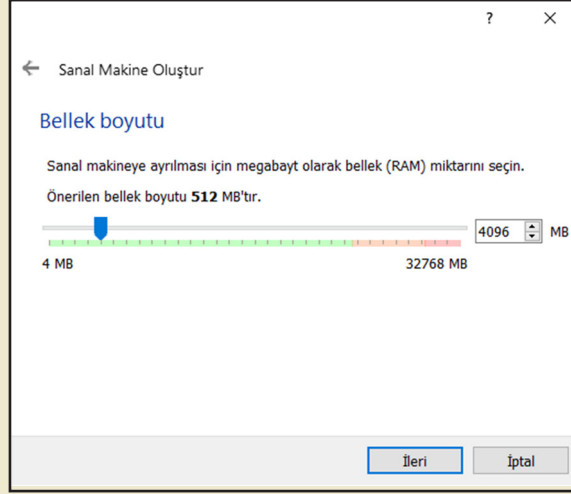 ?
Sanal Makine Oluştur
Bellek boyutu
Sanal makineye ayrılması için megabayt olarak bellek (RAM) miktarını seçin.
Önerilen bellek boyutu 512 MB'tır.
4096 MB
4 MB 32768 MB
İleri İptal